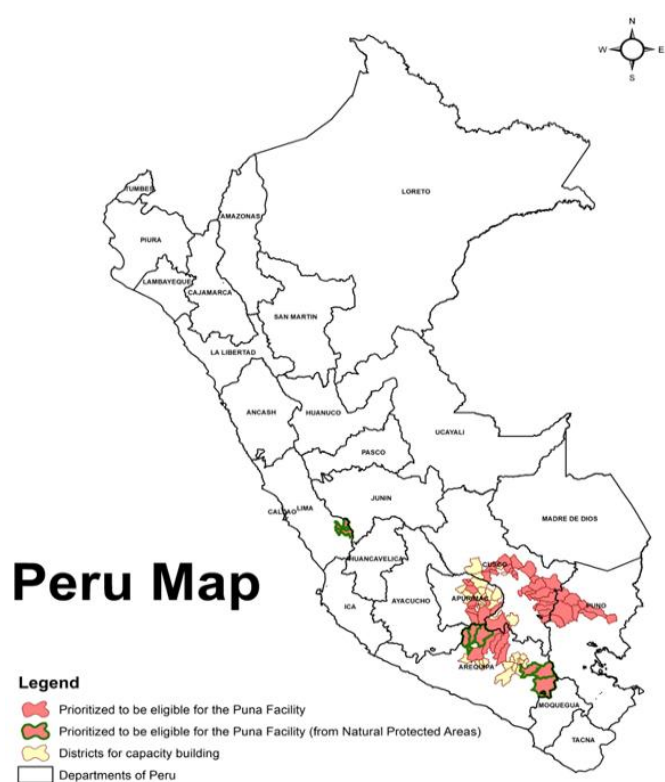 N
W E
S
LORETO
TUMBES
AMAZONAS
PIURA
LAMBAYEQUE
CAJAMARCA
SAN MARTIN
LA LIBERTAD
ANCASH
HUANUCO
UCAYALI
PASCO
JUNIN
CALLAO
LIMA
MADRE DE DIOS
HUANCAVELICA
CUSCO
Peru Map
ICA
AYACUCHO
APURIMAC
PUNO
AREQUIPA
MOQUEGUA
TACNA
Legend
Prioritized to be eligible for the Puna Facility
Prioritized to be eligible for the Puna Facility (from Natural Protected Areas)
Districts for capacity building
Departments of Peru